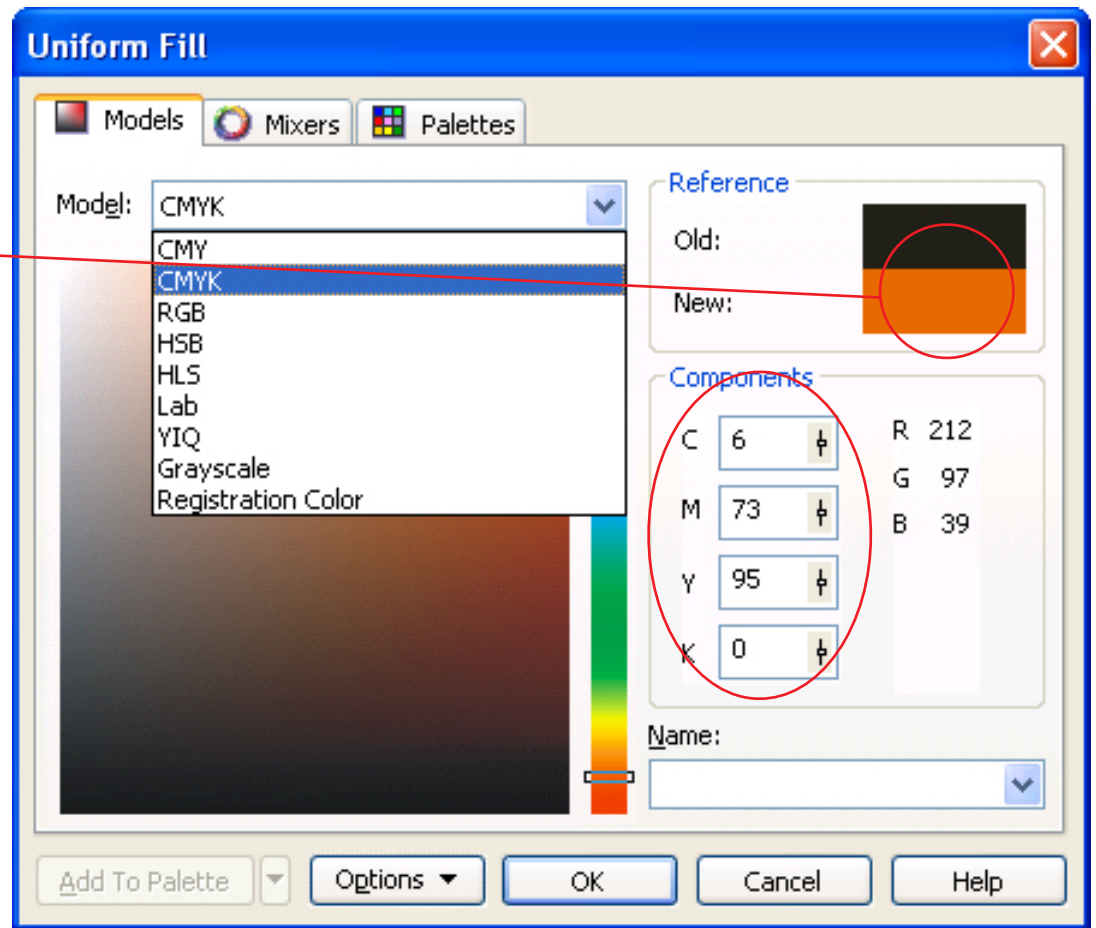 Uniform Fill
Models Mixers Palettes
Model: CMYK
CMY
CMYK
RGB
HSB
HLS
Lab
YIQ
Grayscale
Registration Color
Reference
Old:
New:
Components
C 6 R 212
G 97
M 73
B 39
Y 95
K 0
Name:
Add To Palette Options OK Cancel Help